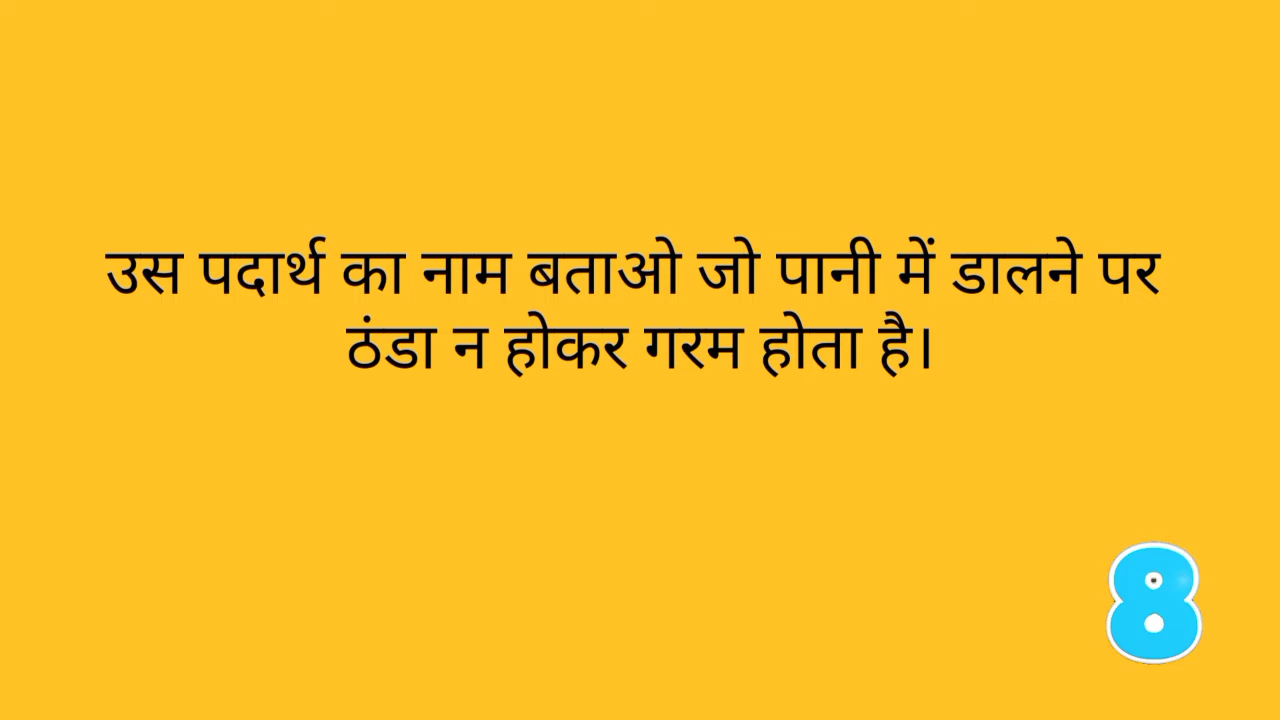 उस पदार्थ का नाम बताओ जो पानी में डालने पर
ठंडा न होकर गरम होता है।
8